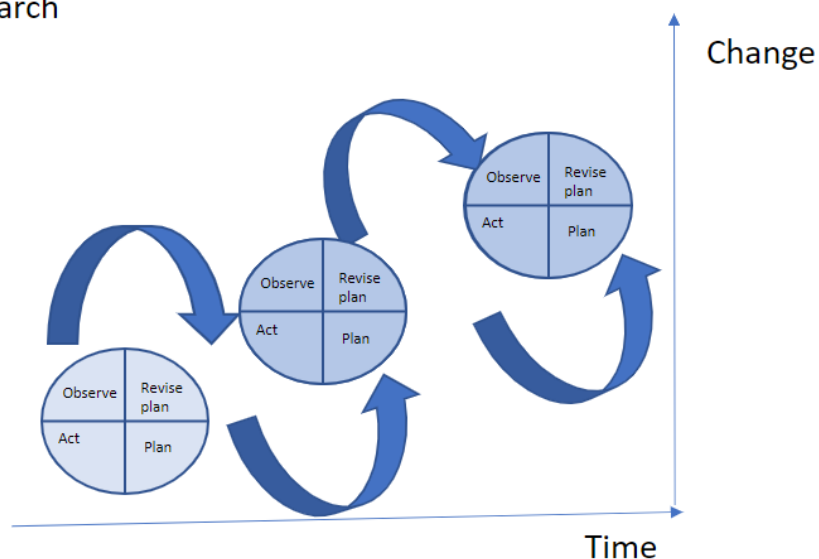 arch
Change
Observe
Revise
plan
Act
Plan
Observe
Revise
plan
Act
Plan
Observe
Revise
plan
Act
Plan
Time